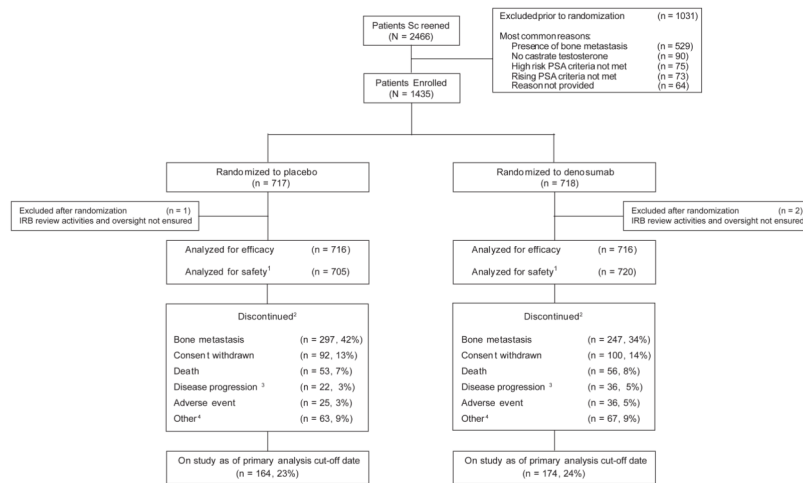 Patients Sc reened
(N = 2466)
Excluded prior to randomization (n = 1031)
Most common reasons:
Presence of bone metastasis (n = 529)
No castrate testosterone (n = 90)
High risk PSA criteria not met (n = 75)
Rising PSA criteria not met (n = 73)
Reason not provided (n = 64)
Patients Enrolled
(N = 1435)
Randomized to placebo
(n = 717)
Randomized to denosumab
(n = 718)
Excluded after randomization (n = 1)
IRB review activities and oversight not ensured
Excluded after randomization (n = 2)
IRB review activities and oversight not ensured
Analyzed for efficacy (n = 716)
Analyzed for safety¹ (n = 705)
Analyzed for efficacy (n = 716)
Analyzed for safety¹ (n = 720)
Discontinued²
Bone metastasis (n = 297, 42%)
Consent withdrawn (n = 92, 13%)
Death (n = 53, 7%)
Disease progression ³ (n = 22, 3%)
Adverse event (n = 25, 3%)
Other⁴ (n = 63, 9%)
Discontinued²
Bone metastasis (n = 247, 34%)
Consent withdrawn (n = 100, 14%)
Death (n = 56, 8%)
Disease progression ³ (n = 36, 5%)
Adverse event (n = 36, 5%)
Other⁴ (n = 67, 9%)
On study as of primary analysis cut-off date
n = 164, 23%)
On study as of primary analysis cut-off date
(n = 174, 24%)